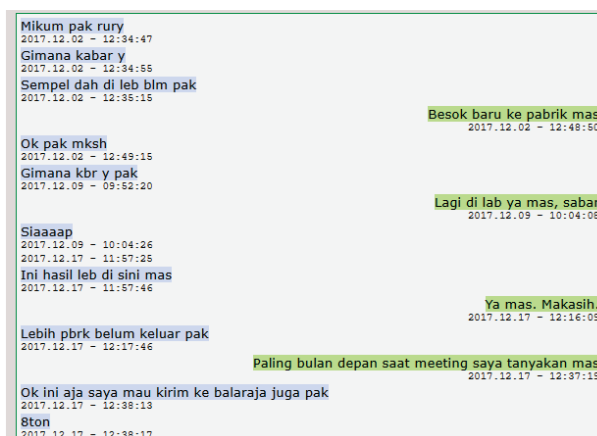 Mikum pak rury
2017.12.02 - 12:34:47
Gimana kabar y
2017.12.02 - 12:34:55
Sempel dah di leb blm pak
2017.12.02 - 12:35:15
Besok baru ke pabrik mas
2017.12.02 - 12:48:50
Ok pak mksh
2017.12.02 - 12:49:15
Gimana kbr y pak
2017.12.09 - 09:52:20
Lagi di lab ya mas, sabar
2017.12.09 - 10:04:08
Siaaaap
2017.12.09 - 10:04:26
2017.12.17 - 11:57:25
Ini hasil leb di sini mas
2017.12.17 - 11:57:46
Ya mas. Makasih.
2017.12.17 - 12:16:09
Lebih pbrk belum keluar pak
2017.12.17 - 12:17:46
Paling bulan depan saat meeting saya tanyakan mas
2017.12.17 - 12:37:19
Ok ini aja saya mau kirim ke balaraja juga pak
2017.12.17 - 12:38:13
8ton
2017.12.17 - 12:38:17